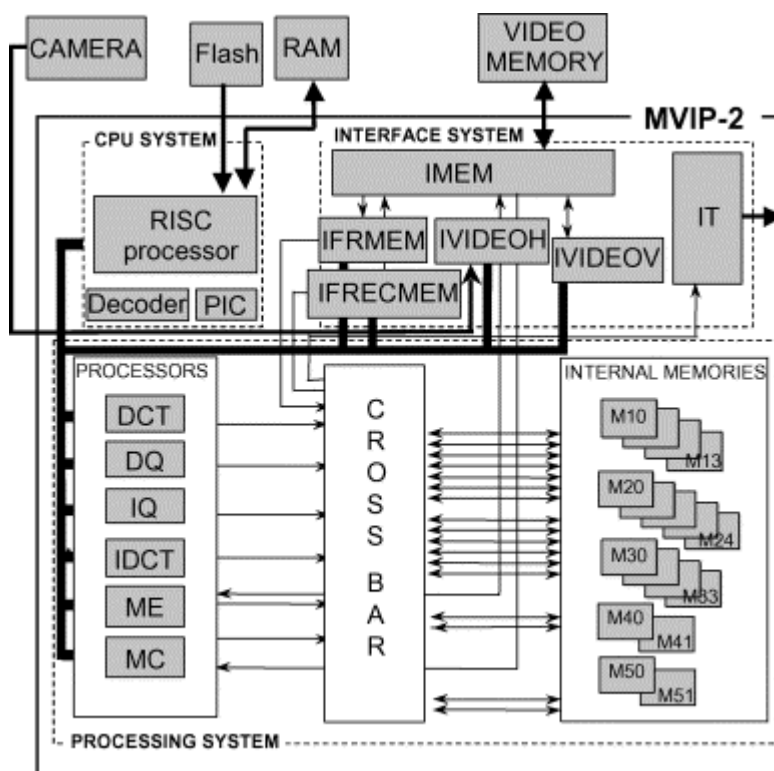 CAMERA
Flash
RAM
VIDEO
MEMORY
MVIP-2
CPU SYSTEM
INTERFACE SYSTEM
IMEM
RISC
processor
IFRMEM
IVIDEOH
IVIDEOV
IT
Decoder
PIC
IFRECMEM
PROCESSORS
INTERNAL MEMORIES
DCT
DQ
IQ
IDCT
ME
MC
C
R
O
S
S
B
A
R
M10
M13
M20
M24
M30
M33
M40
M41
M50
M51
PROCESSING SYSTEM